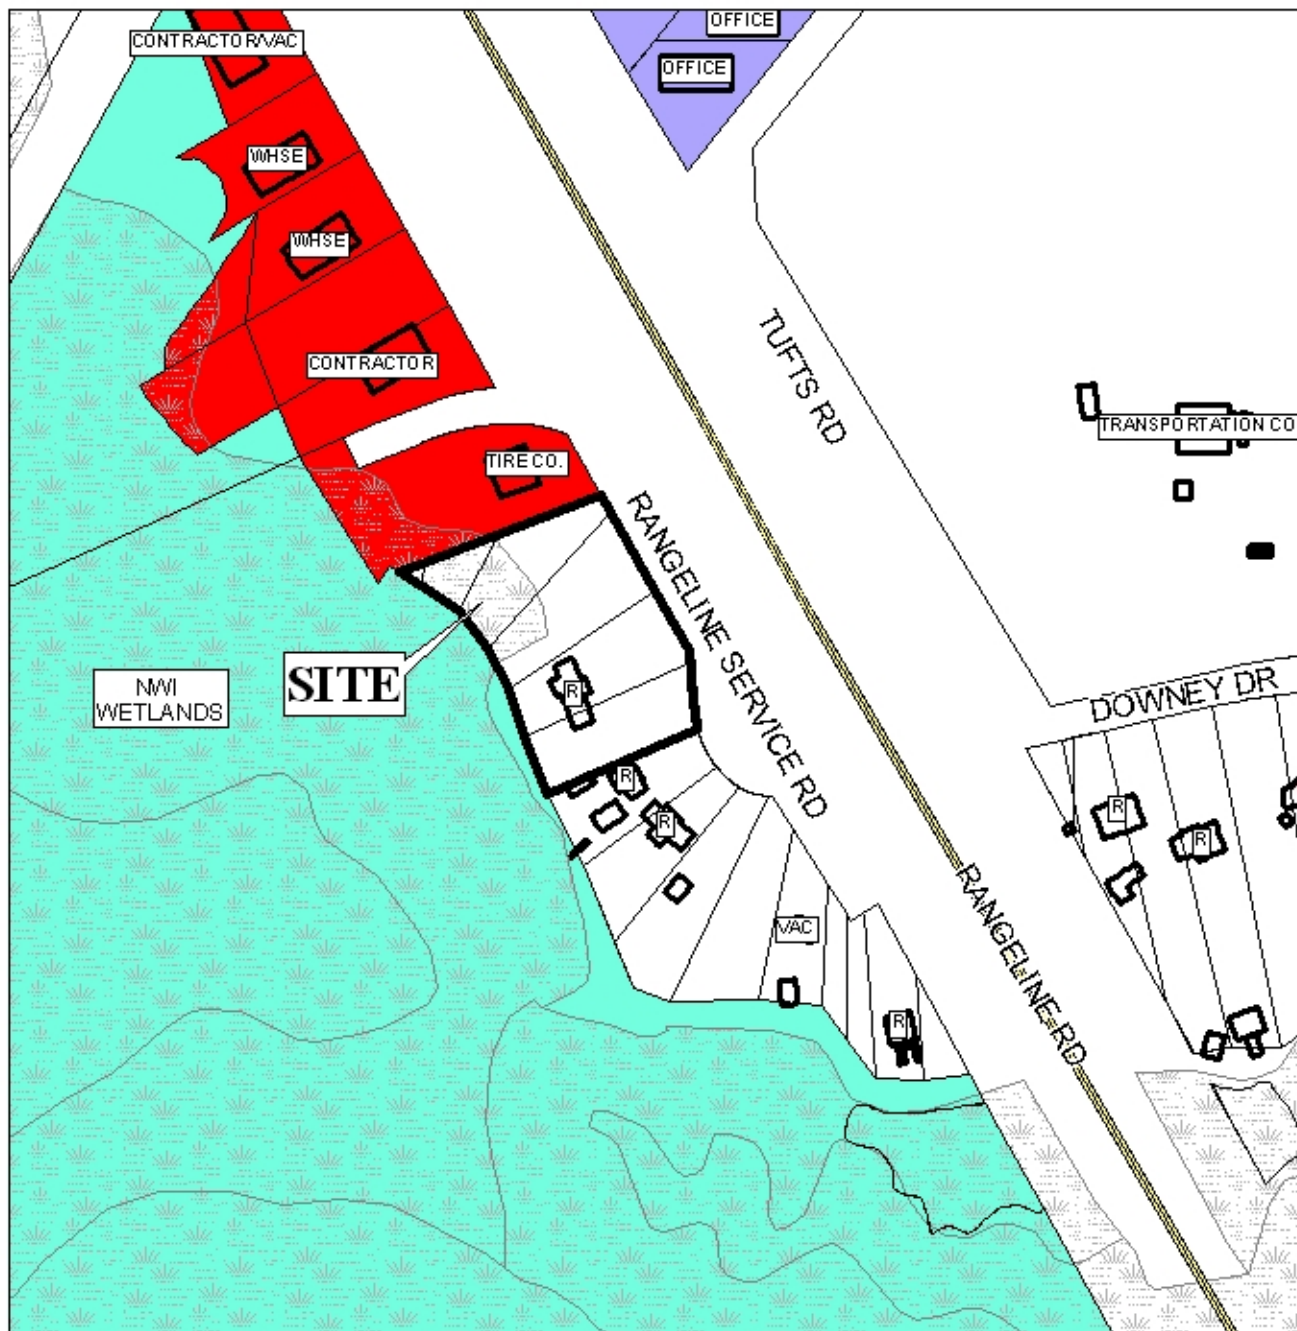 OFFICE
CONTRACTOR/VAC
OFFICE
WHSE
WHSE
TUFTS RD
CONTRACTOR
TRANSPORTATION CO
TIRE CO.
RANGELINE SERVICE RD
SITE
NWI
WETLANDS
R
DOWNEY DR
R
R
R
R
VAC
RANGELINE RD
R